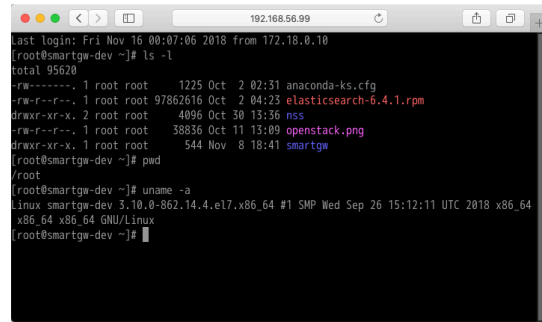 192.168.56.99
Last login: Fri Nov 16 00:07:06 2018 from 172.18.0.10
[root@smartgw-dev ~]# ls -l
total 95620
-rw-------. 1 root root 1225 Oct 2 02:31 anaconda-ks.cfg
-rw-r--r--. 1 root root 97862616 Oct 2 04:23 elasticsearch-6.4.1.rpm
drwxr-xr-x. 2 root root 4096 Oct 30 13:36 nss
-rw-r--r--. 1 root root 38836 Oct 11 13:09 openstack.png
drwxr-xr-x. 1 root root 544 Nov 8 18:41 smartgw
[root@smartgw-dev ~]# pwd
/root
[root@smartgw-dev ~]# uname -a
Linux smartgw-dev 3.10.0-862.14.4.el7.x86_64 #1 SMP Wed Sep 26 15:12:11 UTC 2018 x86_64
x86_64 x86_64 GNU/Linux
[root@smartgw-dev ~]#